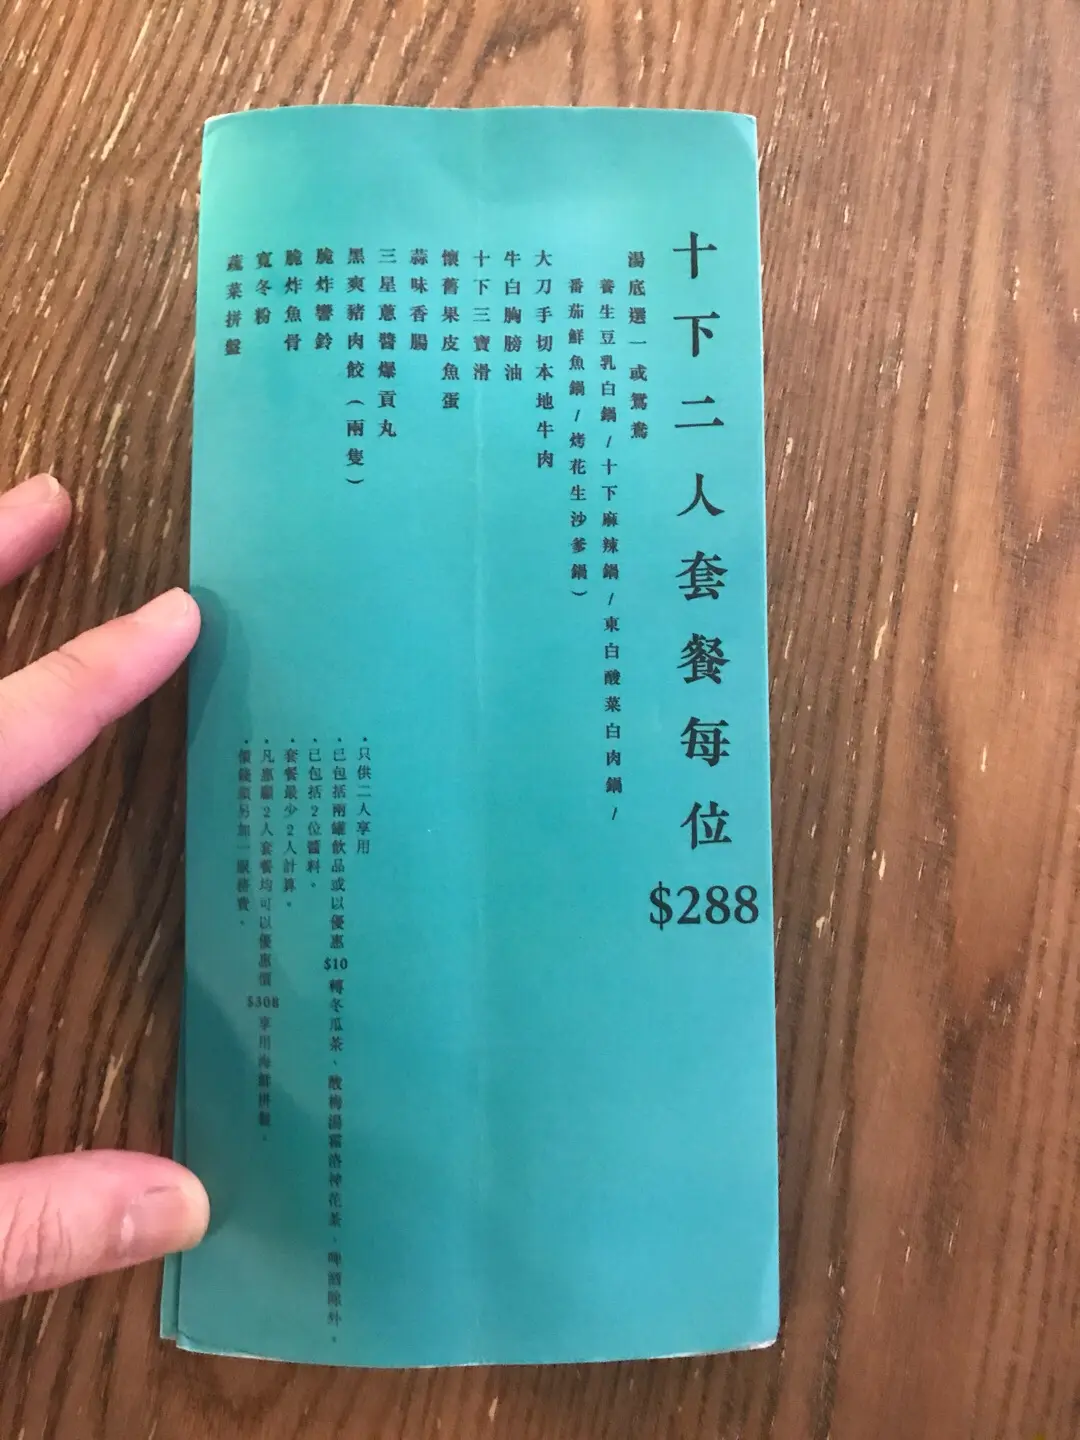 十下二人套餐每位 $288
湯底選一或鴛鴦
養生豆乳白鍋/十下麻辣鍋/東白酸菜白肉鍋/
番茄鮮魚鍋/烤花生沙爹鍋)
大刀手切本地牛肉
牛白胸膀油
十下三寶滑
懷舊果皮魚蛋
蒜味香腸
三星蔥醬爆貢丸
黑爽豬肉餃(兩隻)
脆炸響鈴
脆炸魚骨
寬冬粉
蔬菜拼盤
・只供二人享用
・已包括兩罐飲品或以優惠$10轉冬瓜茶、酸梅湯霜洛神花茶、啤酒除外。
・已包括2位醬料。
・套餐最少2人計算。
・凡惠顧2人套餐均可以優惠價$308享用海鮮拼盤。
・價錢須另加一服務費。